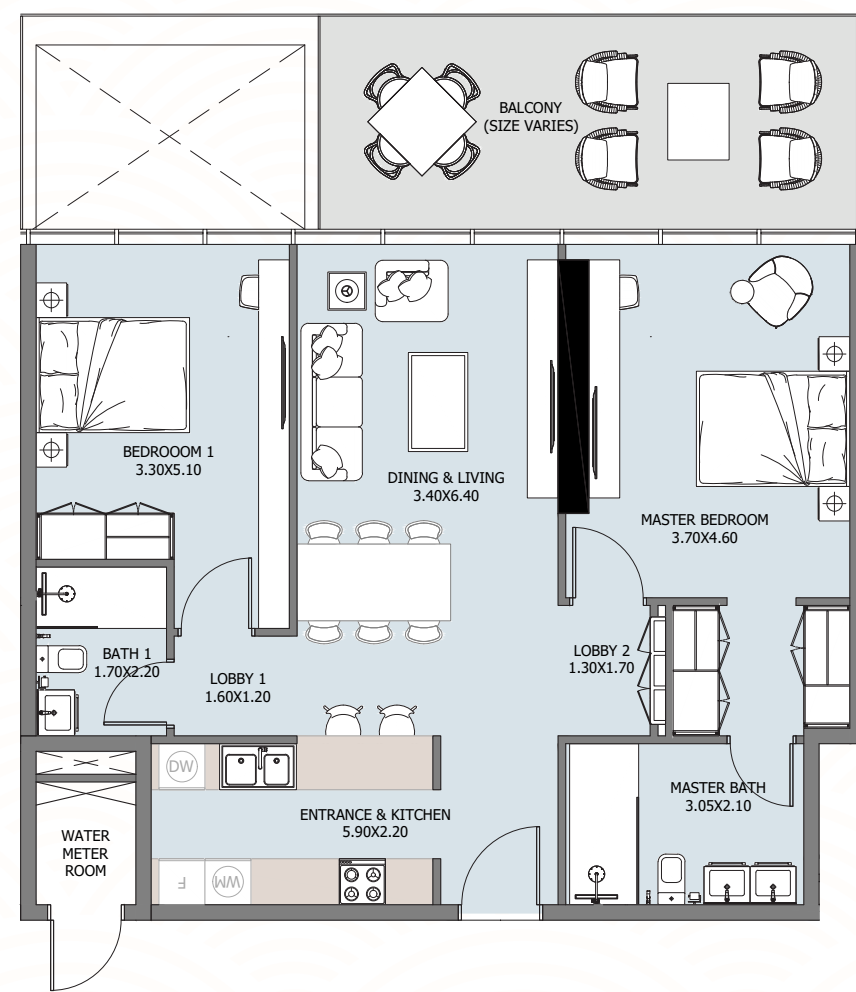 BALCONY
(SIZE VARIES)
BEDROOOM 1
3.30X5.10
DINING & LIVING
3.40X6.40
MASTER BEDROOM
3.70X4.60
BATH 1
1.70X2.20
LOBBY 1
1.60X1.20
LOBBY 2
1.30X1.70
DW
MASTER BATH
3.05X2.10
ENTRANCE & KITCHEN
5.90X2.20
WATER
METER
ROOM
F
WM